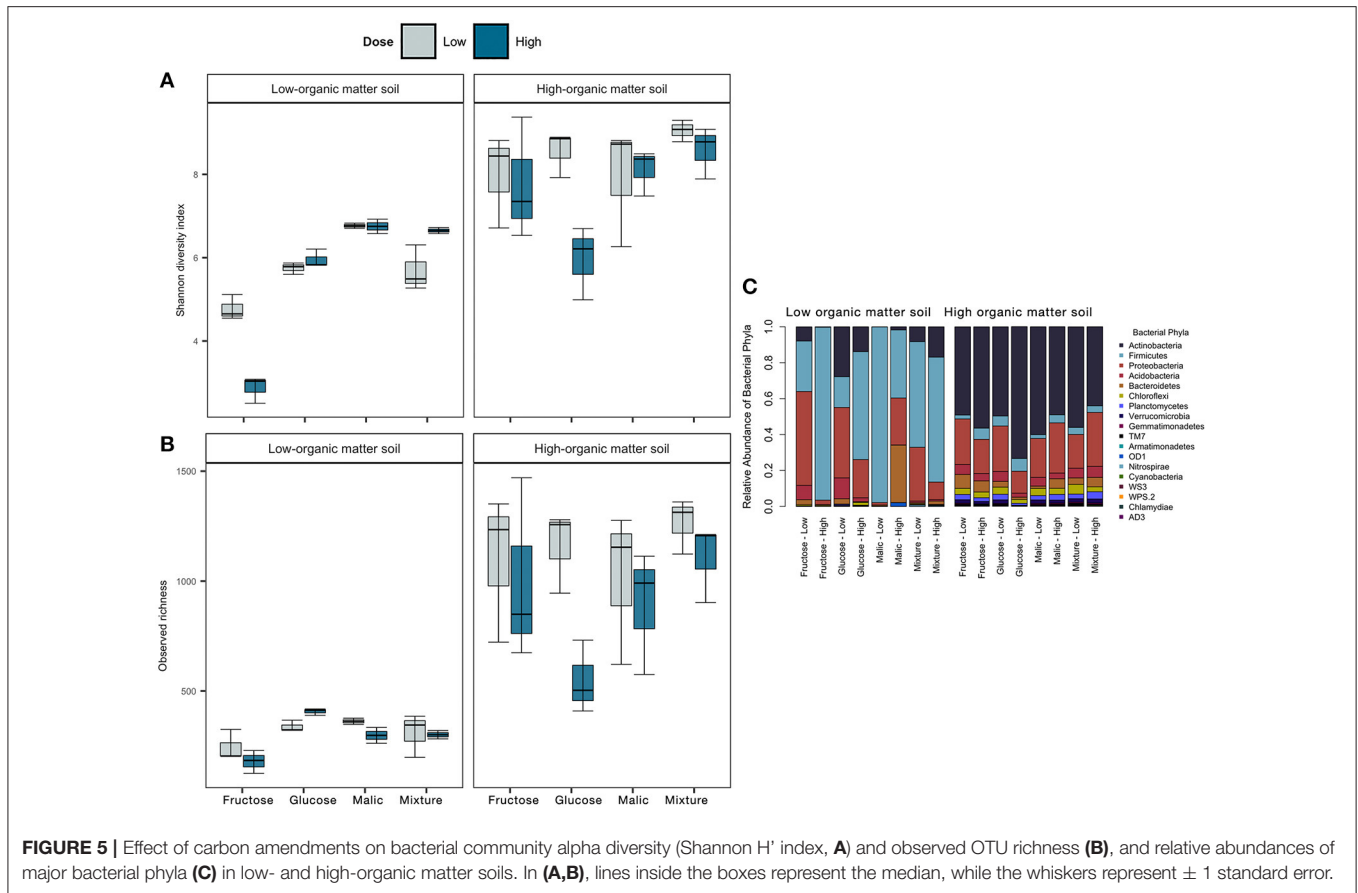 Dose Low High
A
Low-organic matter soil High-organic matter soil
Shannon diversity index
8
6
4
B
Low-organic matter soil High-organic matter soil
Observed richness
1500
1000
500
Fructose Glucose Malic Mixture Fructose Glucose Malic Mixture
C
Low organic matter soil High organic matter soil
Relative Abundance of Bacterial Phyla
1.0
0.8
0.6
0.4
0.2
0.0
Fructose - Low
Fructose - High
Glucose - Low
Glucose - High
Malic - Low
Malic - High
Mixture - Low
Mixture - High
Fructose - Low
Fructose - High
Glucose - Low
Glucose - High
Malic - Low
Malic - High
Mixture - Low
Mixture - High
Bacterial Phyla
Actinobacteria
Firmicutes
Proteobacteria
Acidobacteria
Bacteroidetes
Chloroflexi
Planctomycetes
Verrucomicrobia
Gemmatimonadetes
TM7
Armatimonadetes
OD1
Nitrospirae
Cyanobacteria
WS3
WPS.2
Chlamydiae
AD3
FIGURE 5 | Effect of carbon amendments on bacterial community alpha diversity (Shannon H' index, A) and observed OTU richness (B), and relative abundances of
major bacterial phyla (C) in low- and high-organic matter soils. In (A,B), lines inside the boxes represent the median, while the whiskers represent ± 1 standard error.